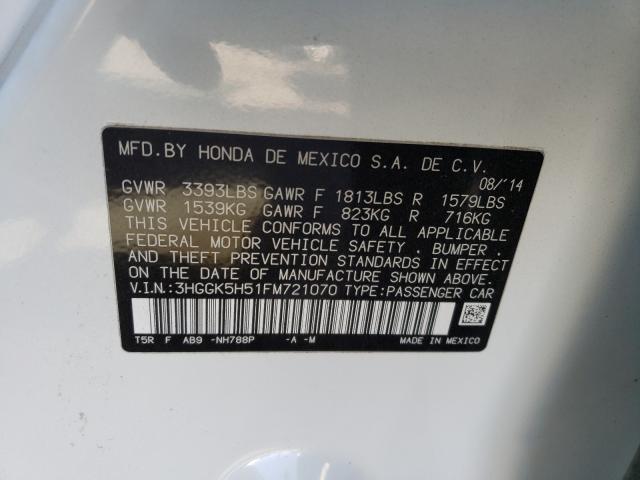 MFD.BY HONDA DE MEXICO S.A. DE C.V.
08/'14
GVWR 3393LBS GAWR F 1813LBS R 1579LBS
GVWR 1539KG GAWR F 823KG R 716KG
THIS VEHICLE CONFORMS TO ALL APPLICABLE
FEDERAL MOTOR VEHICLE SAFETY , BUMPER ,
AND THEFT PREVENTION STANDARDS IN EFFECT
ON THE DATE OF MANUFACTURE SHOWN ABOVE.
V.I.N.:3HGGK5H51FM721070 TYPE:PASSENGER CAR
T5R F AB9 -NH788P -A -M MADE IN MEXICO